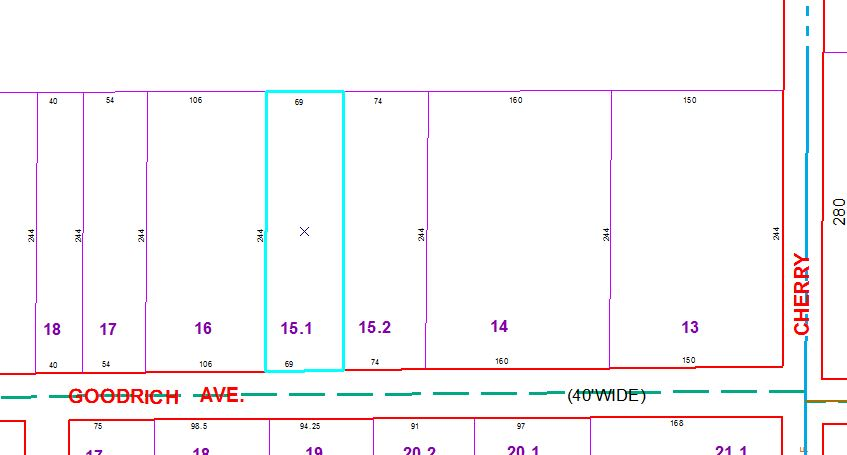 40 54 106 69 74 160 150
280
244 244 244 244 244 244 244
CHERRY
18 17 16 15.1 15.2 14 13
40 54 106 69 74 160 150
GOODRICH AVE. (40'WIDE)
75 98.5 94.25 91 97 168
17 18 19 20.2 20.1 21.1